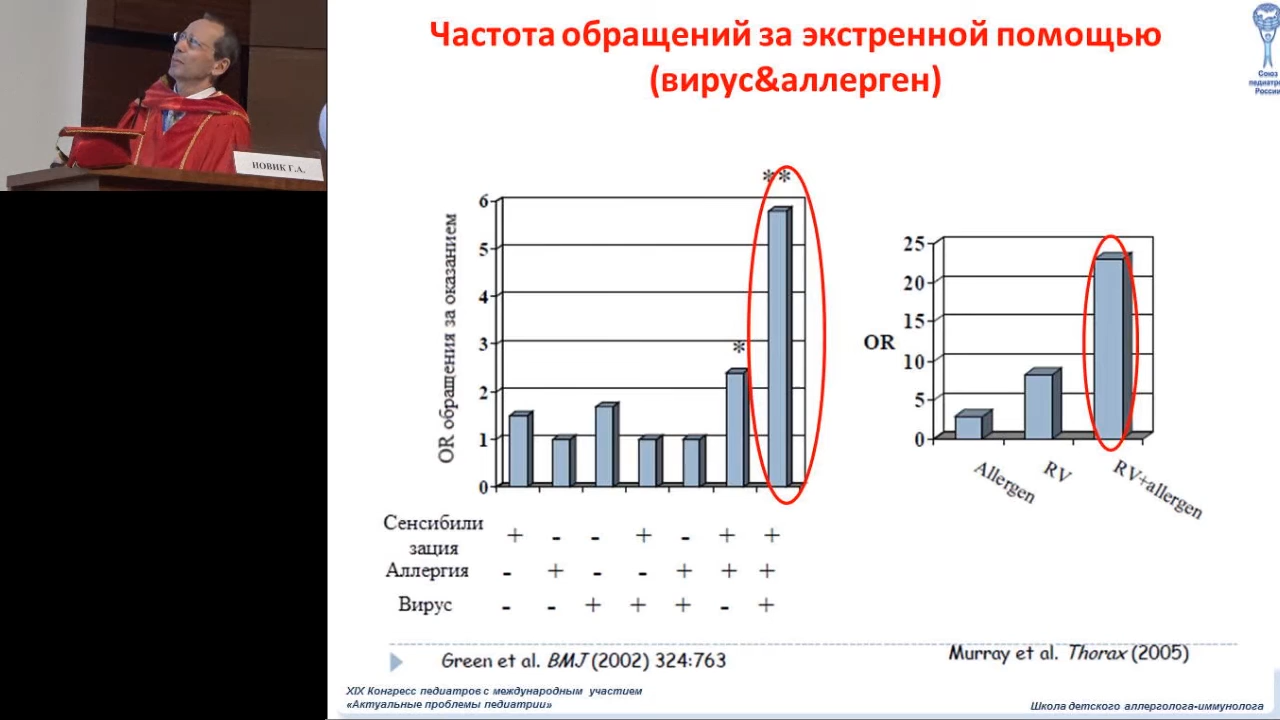 НОВИК Г.А.
Частота обращений за экстренной помощью
(вирус&аллерген)
Союз
педиатро
России
OR обращения за оказанием
6
5
4
3
2
1
0
*
**
Сенсибили
зация
+ - - + - + +
Аллергия
- + - - + + +
Вирус
- - + + + - +
OR
25
20
15
10
5
0
Allergen
RV
RV+allergen
Green et al. BMJ (2002) 324:763
Murray et al. Thorax (2005)
XIX Конгресс педиатров с международным участием
«Актуальные проблемы педиатрии»
Школа детского аллерголога-иммунолога